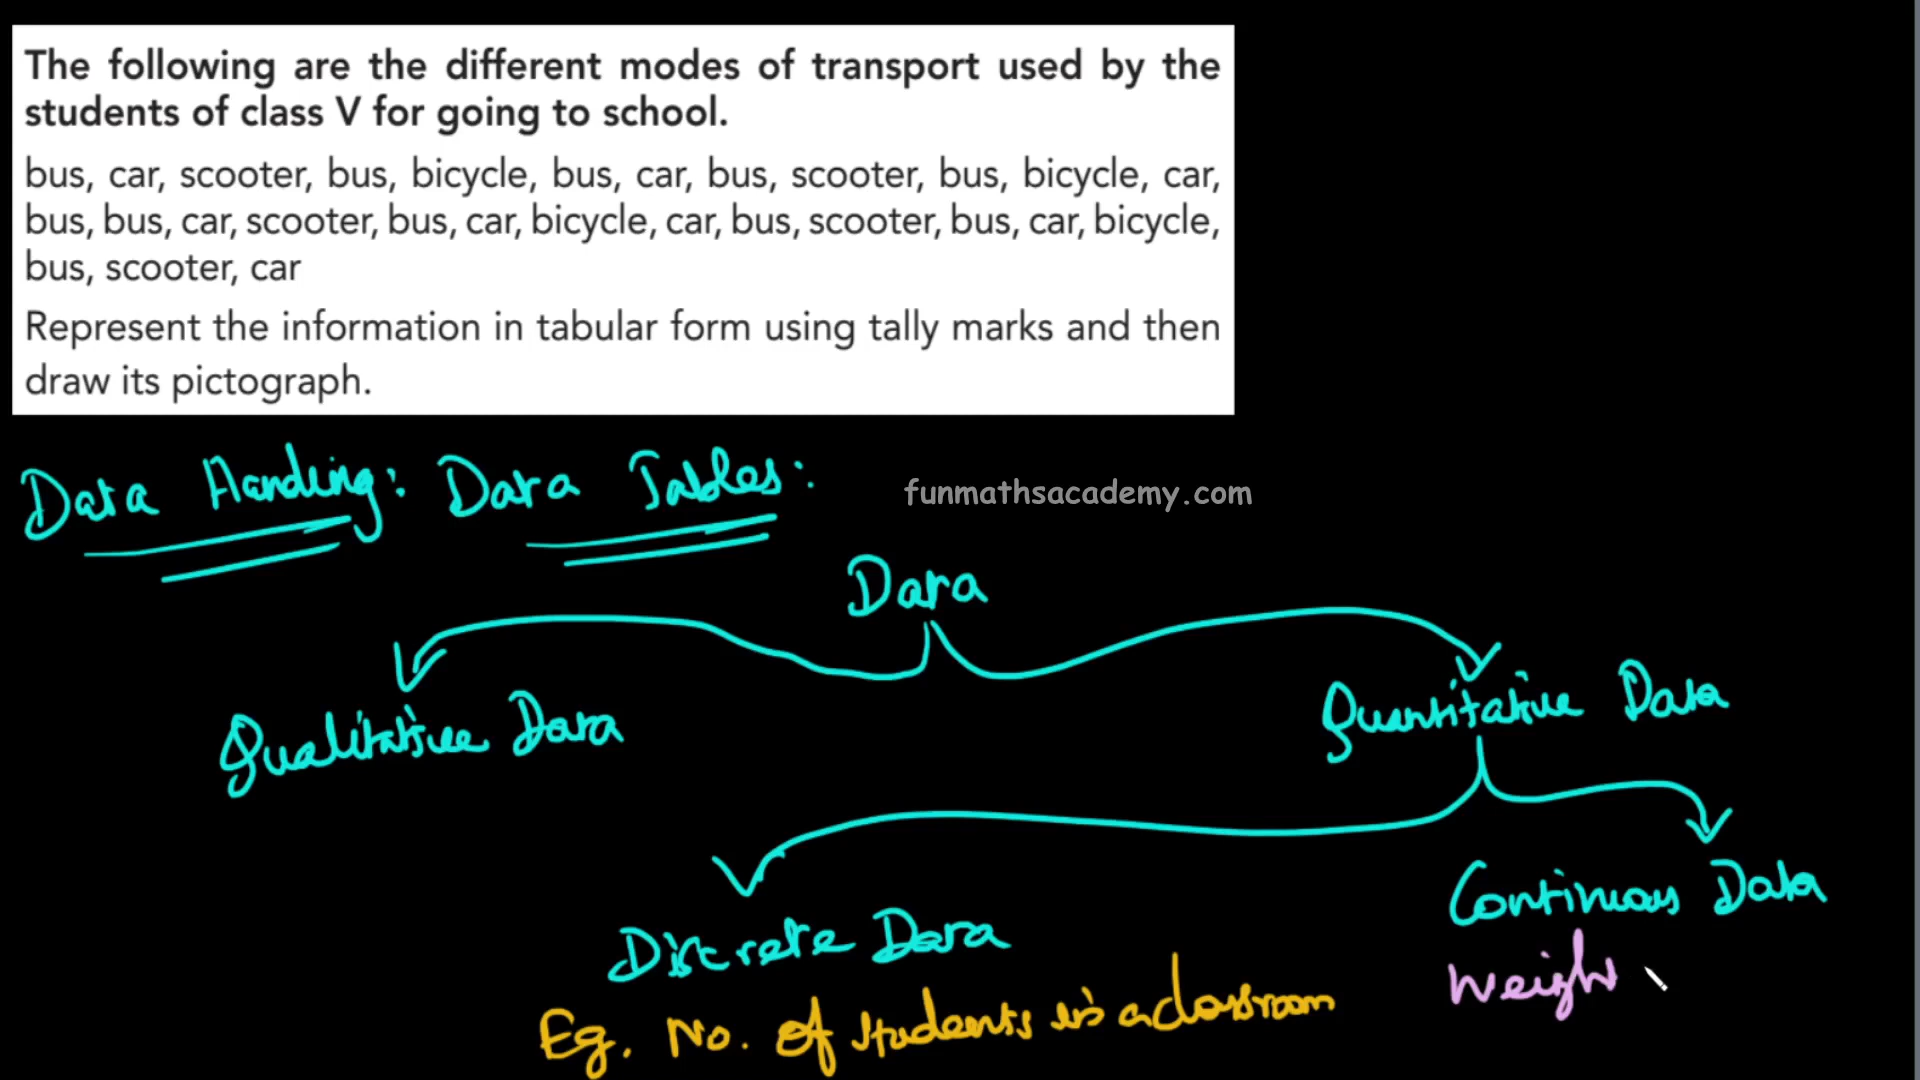 The following are the different modes of transport used by the
students of class V for going to school.
bus, car, scooter, bus, bicycle, bus, car, bus, scooter, bus, bicycle, car,
bus, bus, car, scooter, bus, car, bicycle, car, bus, scooter, bus, car, bicycle,
bus, scooter, car
Represent the information in tabular form using tally marks and then
draw its pictograph.
Data Handling: Data Tables:
funmathsacademy.com
Data
Qualitative Data
Quantitative Data
Discrete Data
Continuous Data
Weight
Eg. No. Of Students in a classroom